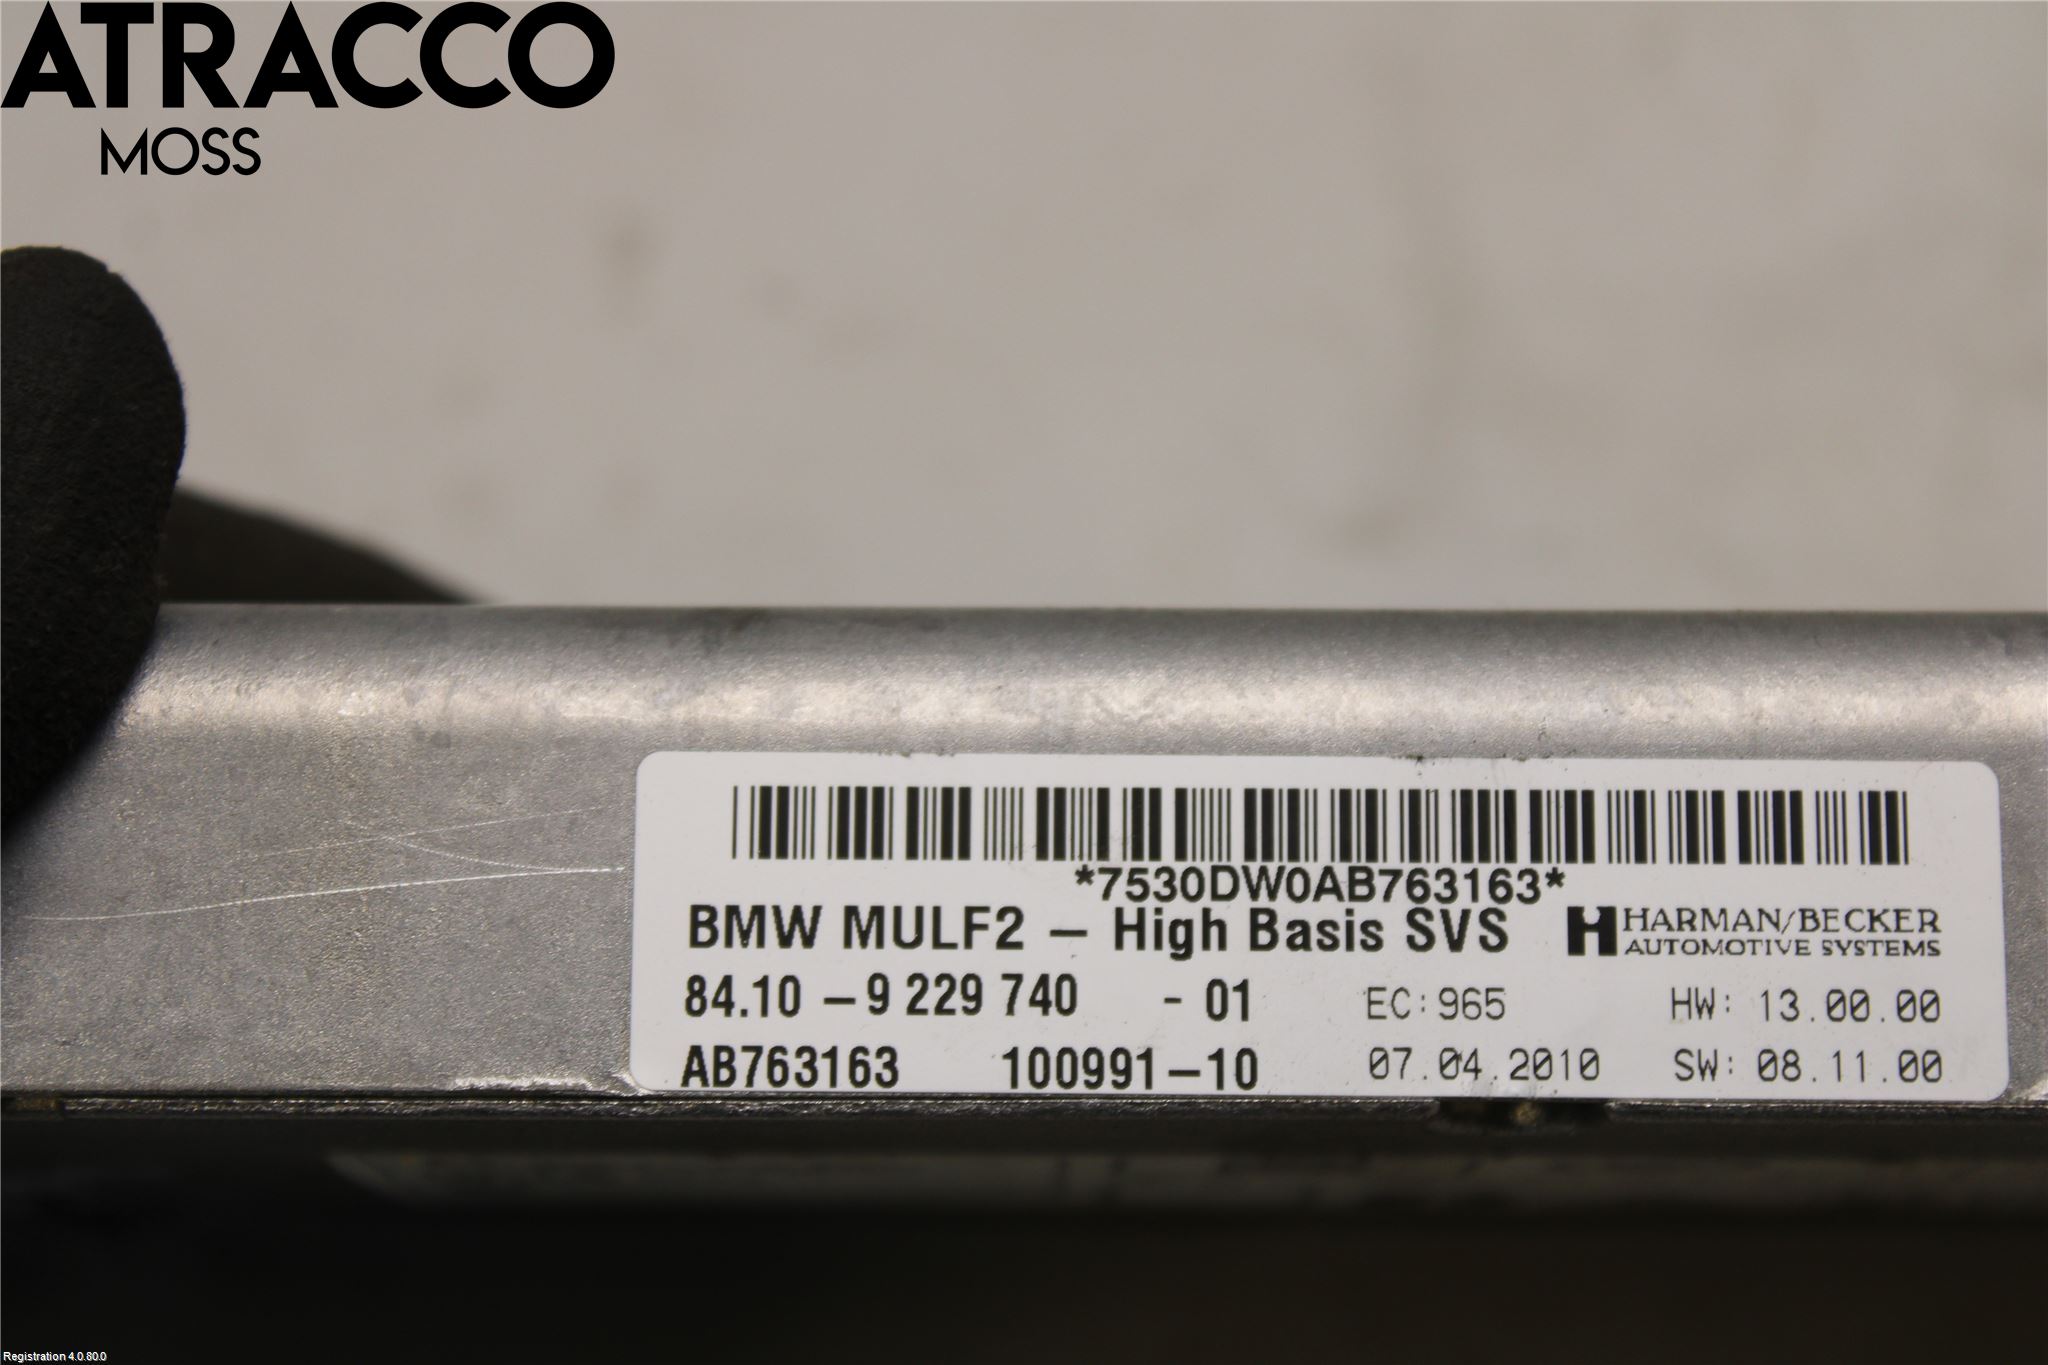 ATRACCO
MOSS
*7530DW0AB763163*
BMW MULF2 – High Basis SVS
HARMAN/BECKER
AUTOMOTIVE SYSTEMS
84.10 – 9 229 740 - 01 EC:965 HW: 13.00.00
AB763163 100991–10 07.04.2010 SW: 08.11.00
Registration 4.0.80.0